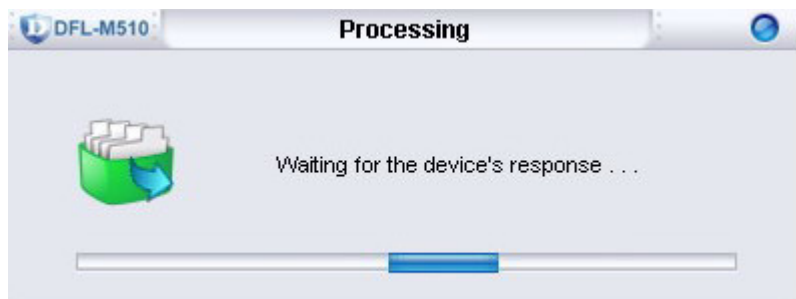 DFL-M510
Processing
Waiting for the device's response . . .